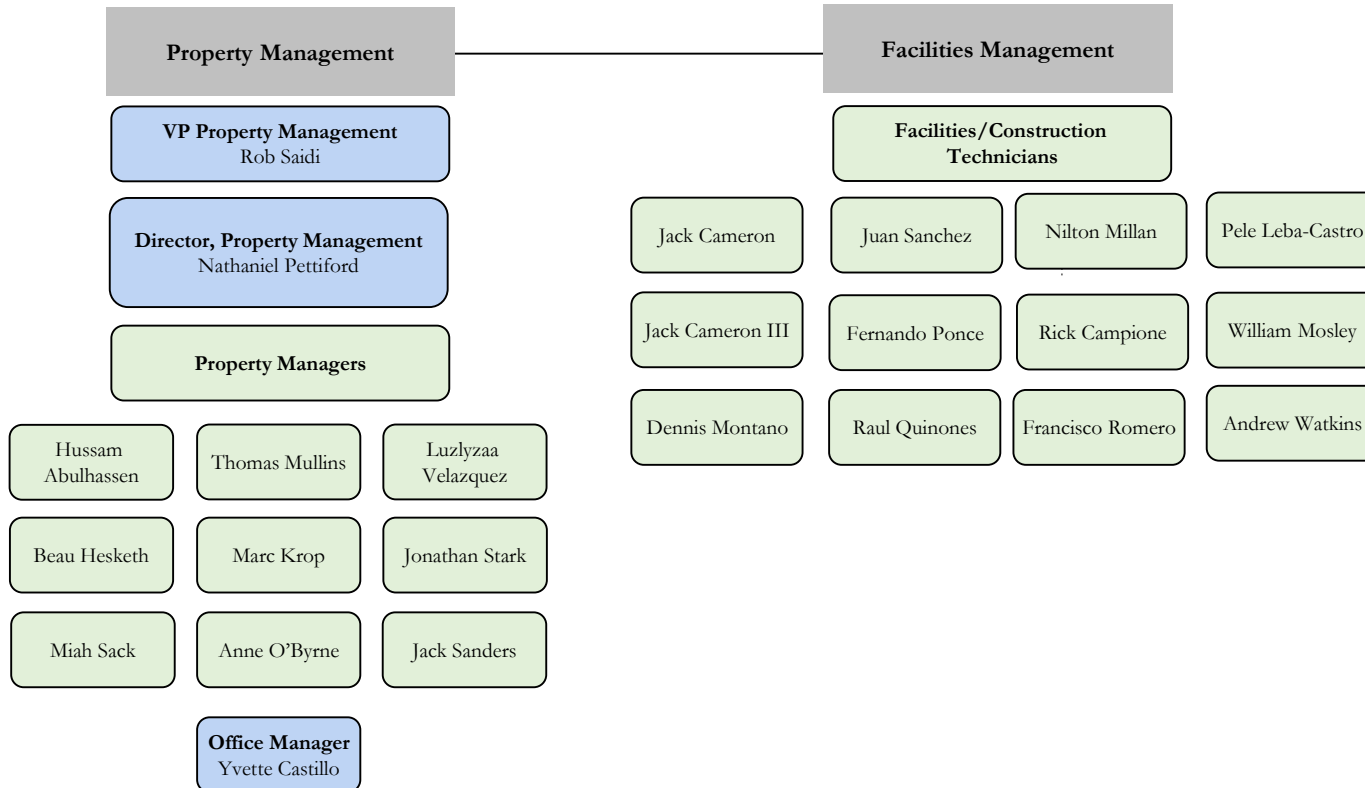 Property Management
Facilities Management
VP Property Management
Rob Saidi
Director, Property Management
Nathaniel Pettiford
Property Managers
Hussam
Abulhassen
Thomas Mullins
Luzlyzaa
Velazquez
Beau Hesketh
Marc Krop
Jonathan Stark
Miah Sack
Anne O’Byrne
Jack Sanders
Office Manager
Yvette Castillo
Facilities/Construction
Technicians
Jack Cameron
Juan Sanchez
Nilton Millan
Pele Leba-Castro
Jack Cameron III
Fernando Ponce
Rick Campione
William Mosley
Dennis Montano
Raul Quinones
Francisco Romero
Andrew Watkins